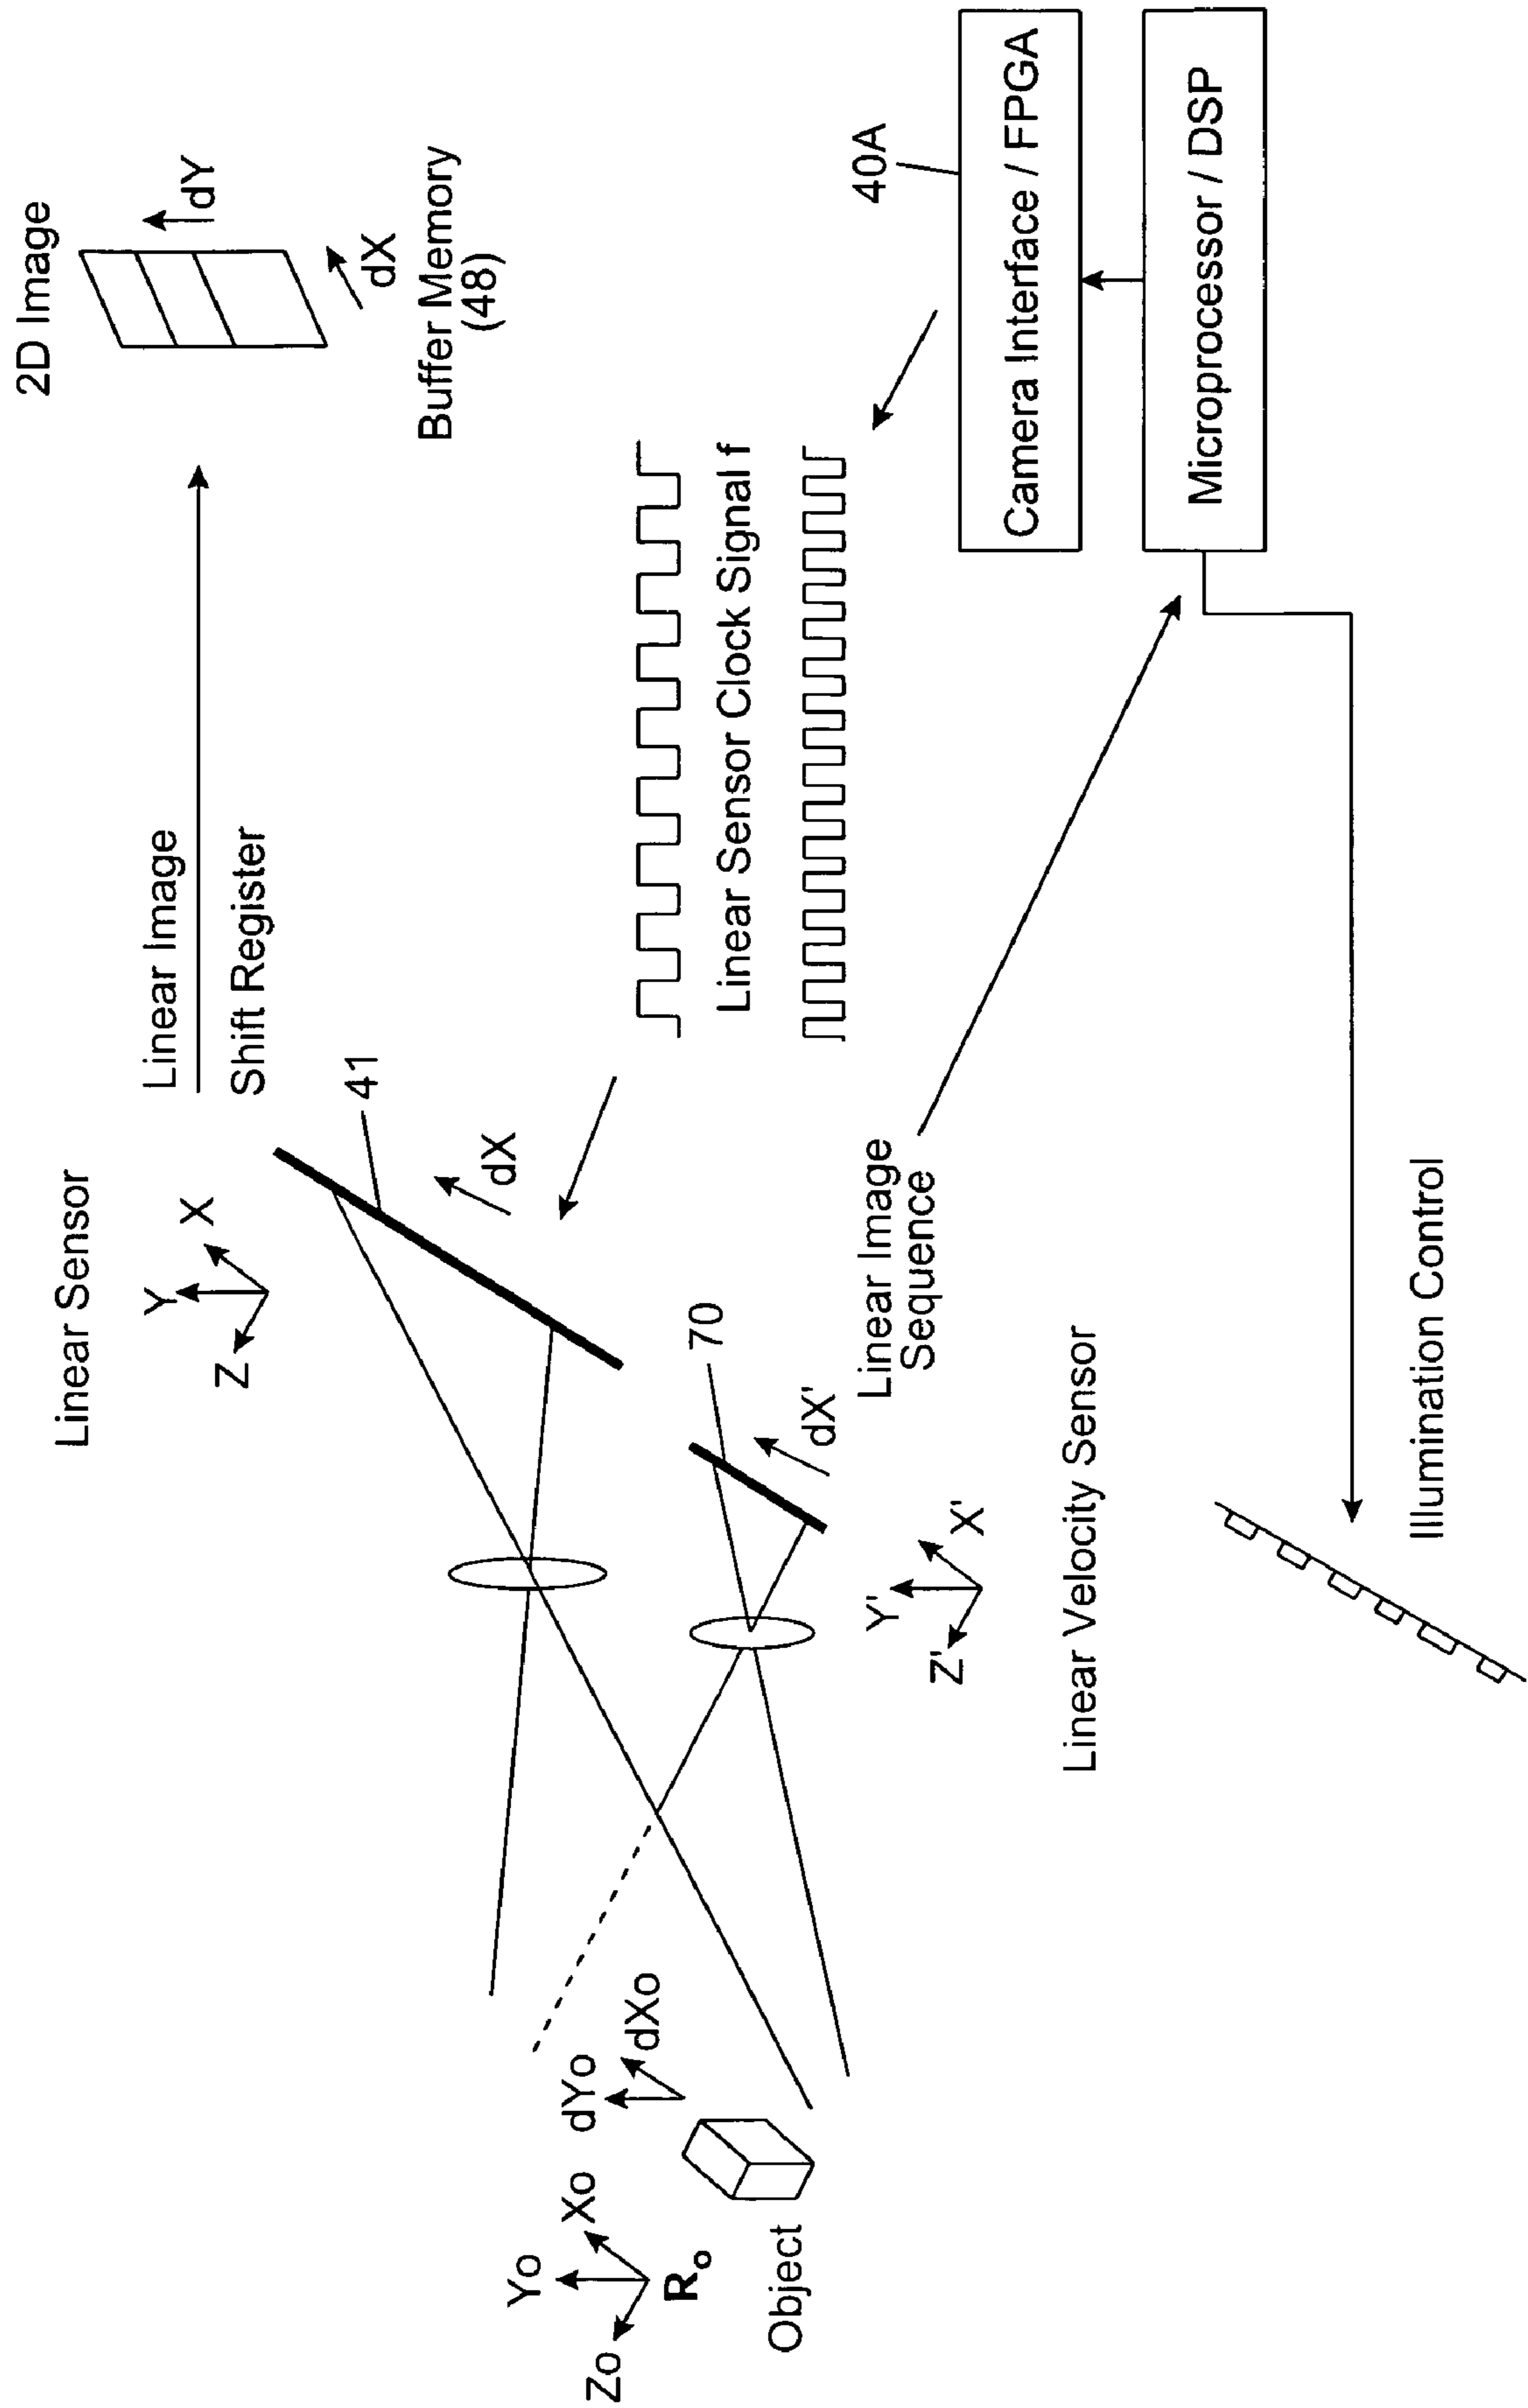 2D Image
dY
dX
Buffer Memory
(48)
Linear Image
Shift Register
Linear Sensor
Y
X
Z
41
dX
Linear Sensor Clock Signal f
40A
Camera Interface / FPGA
Microprocessor / DSP
70
dX'
Linear Image
Sequence
Y'
X'
Z'
Linear Velocity Sensor
Illumination Control
Yo
Xo
Zo
Ro
dYo
dXo
Object